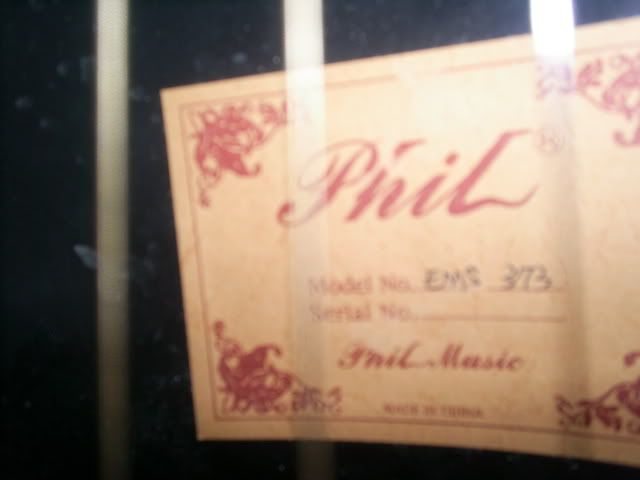 Phil ®
Model No. EMS 373
Serial No.
Phil Music
MADE IN CHINA